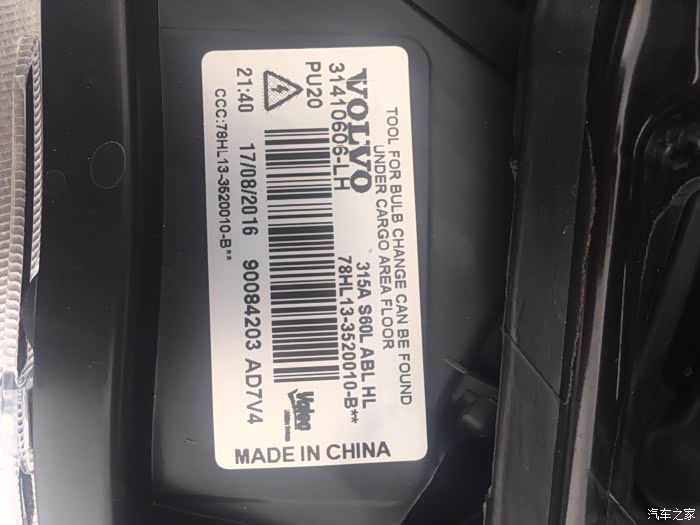 TOOL FOR BULB CHANGE CAN BE FOUND
UNDER CARGO AREA FLOOR
VOLVO
315A S60L ABL HL
31410606-LH
78HL13-3520010-B**
PU20
Valeo
21:40 17/08/2016 90084203 AD7V4
CCC:78HL13-3520010-B**
MADE IN CHINA
汽车之家